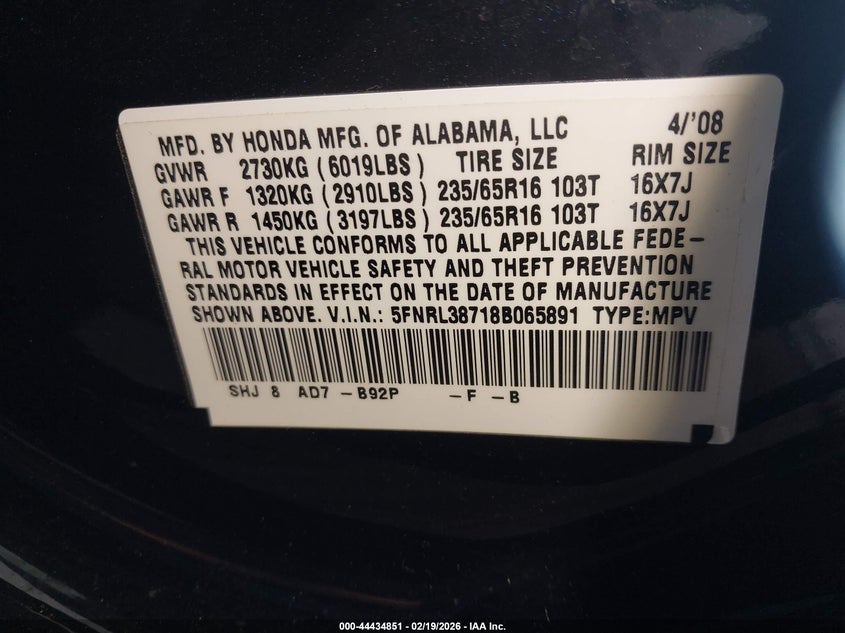 MFD. BY HONDA MFG. OF ALABAMA, LLC 4/'08
GVWR 2730KG (6019LBS) TIRE SIZE RIM SIZE
GAWR F 1320KG (2910LBS) 235/65R16 103T 16X7J
GAWR R 1450KG (3197LBS) 235/65R16 103T 16X7J
THIS VEHICLE CONFORMS TO ALL APPLICABLE FEDE-
RAL MOTOR VEHICLE SAFETY AND THEFT PREVENTION
STANDARDS IN EFFECT ON THE DATE OF MANUFACTURE
SHOWN ABOVE. V.I.N.: 5FNRL38718B065891 TYPE:MPV
SHJ 8 AD7 -B92P -F -B
000-44434851 - 02/19/2026 - IAA Inc.